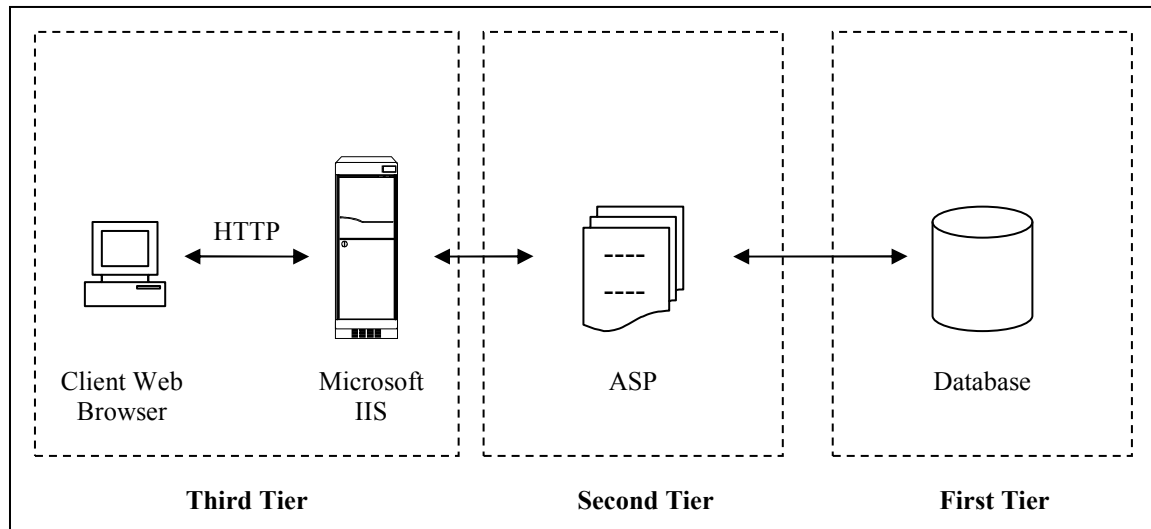 HTTP
Client Web
Browser
Microsoft
IIS
ASP
Database
Third Tier
Second Tier
First Tier